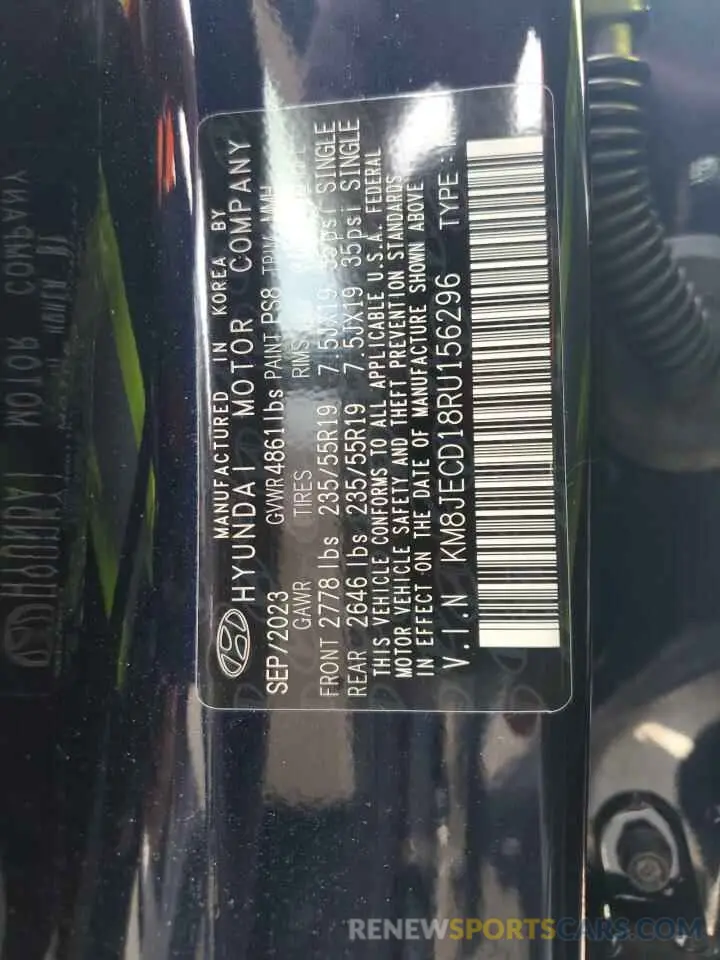 MANUFACTURED IN KOREA BY
HYUNDAI MOTOR COMPANY
SEP/2023 GVWR4861lbs PAINT PS8
GAWR TIRES RIMS
FRONT 2778 lbs 235/55R19 7.5JX19 35psi SINGLE
REAR 2646 lbs 235/55R19 7.5JX19 35psi SINGLE
THIS VEHICLE CONFORMS TO ALL APPLICABLE U.S.A. FEDERAL
MOTOR VEHICLE SAFETY AND THEFT PREVENTION STANDARDS
IN EFFECT ON THE DATE OF MANUFACTURE SHOWN ABOVE
V.I.N KM8JECD18RU156296 TYPE:
RENEWSPORTSCARS.COM